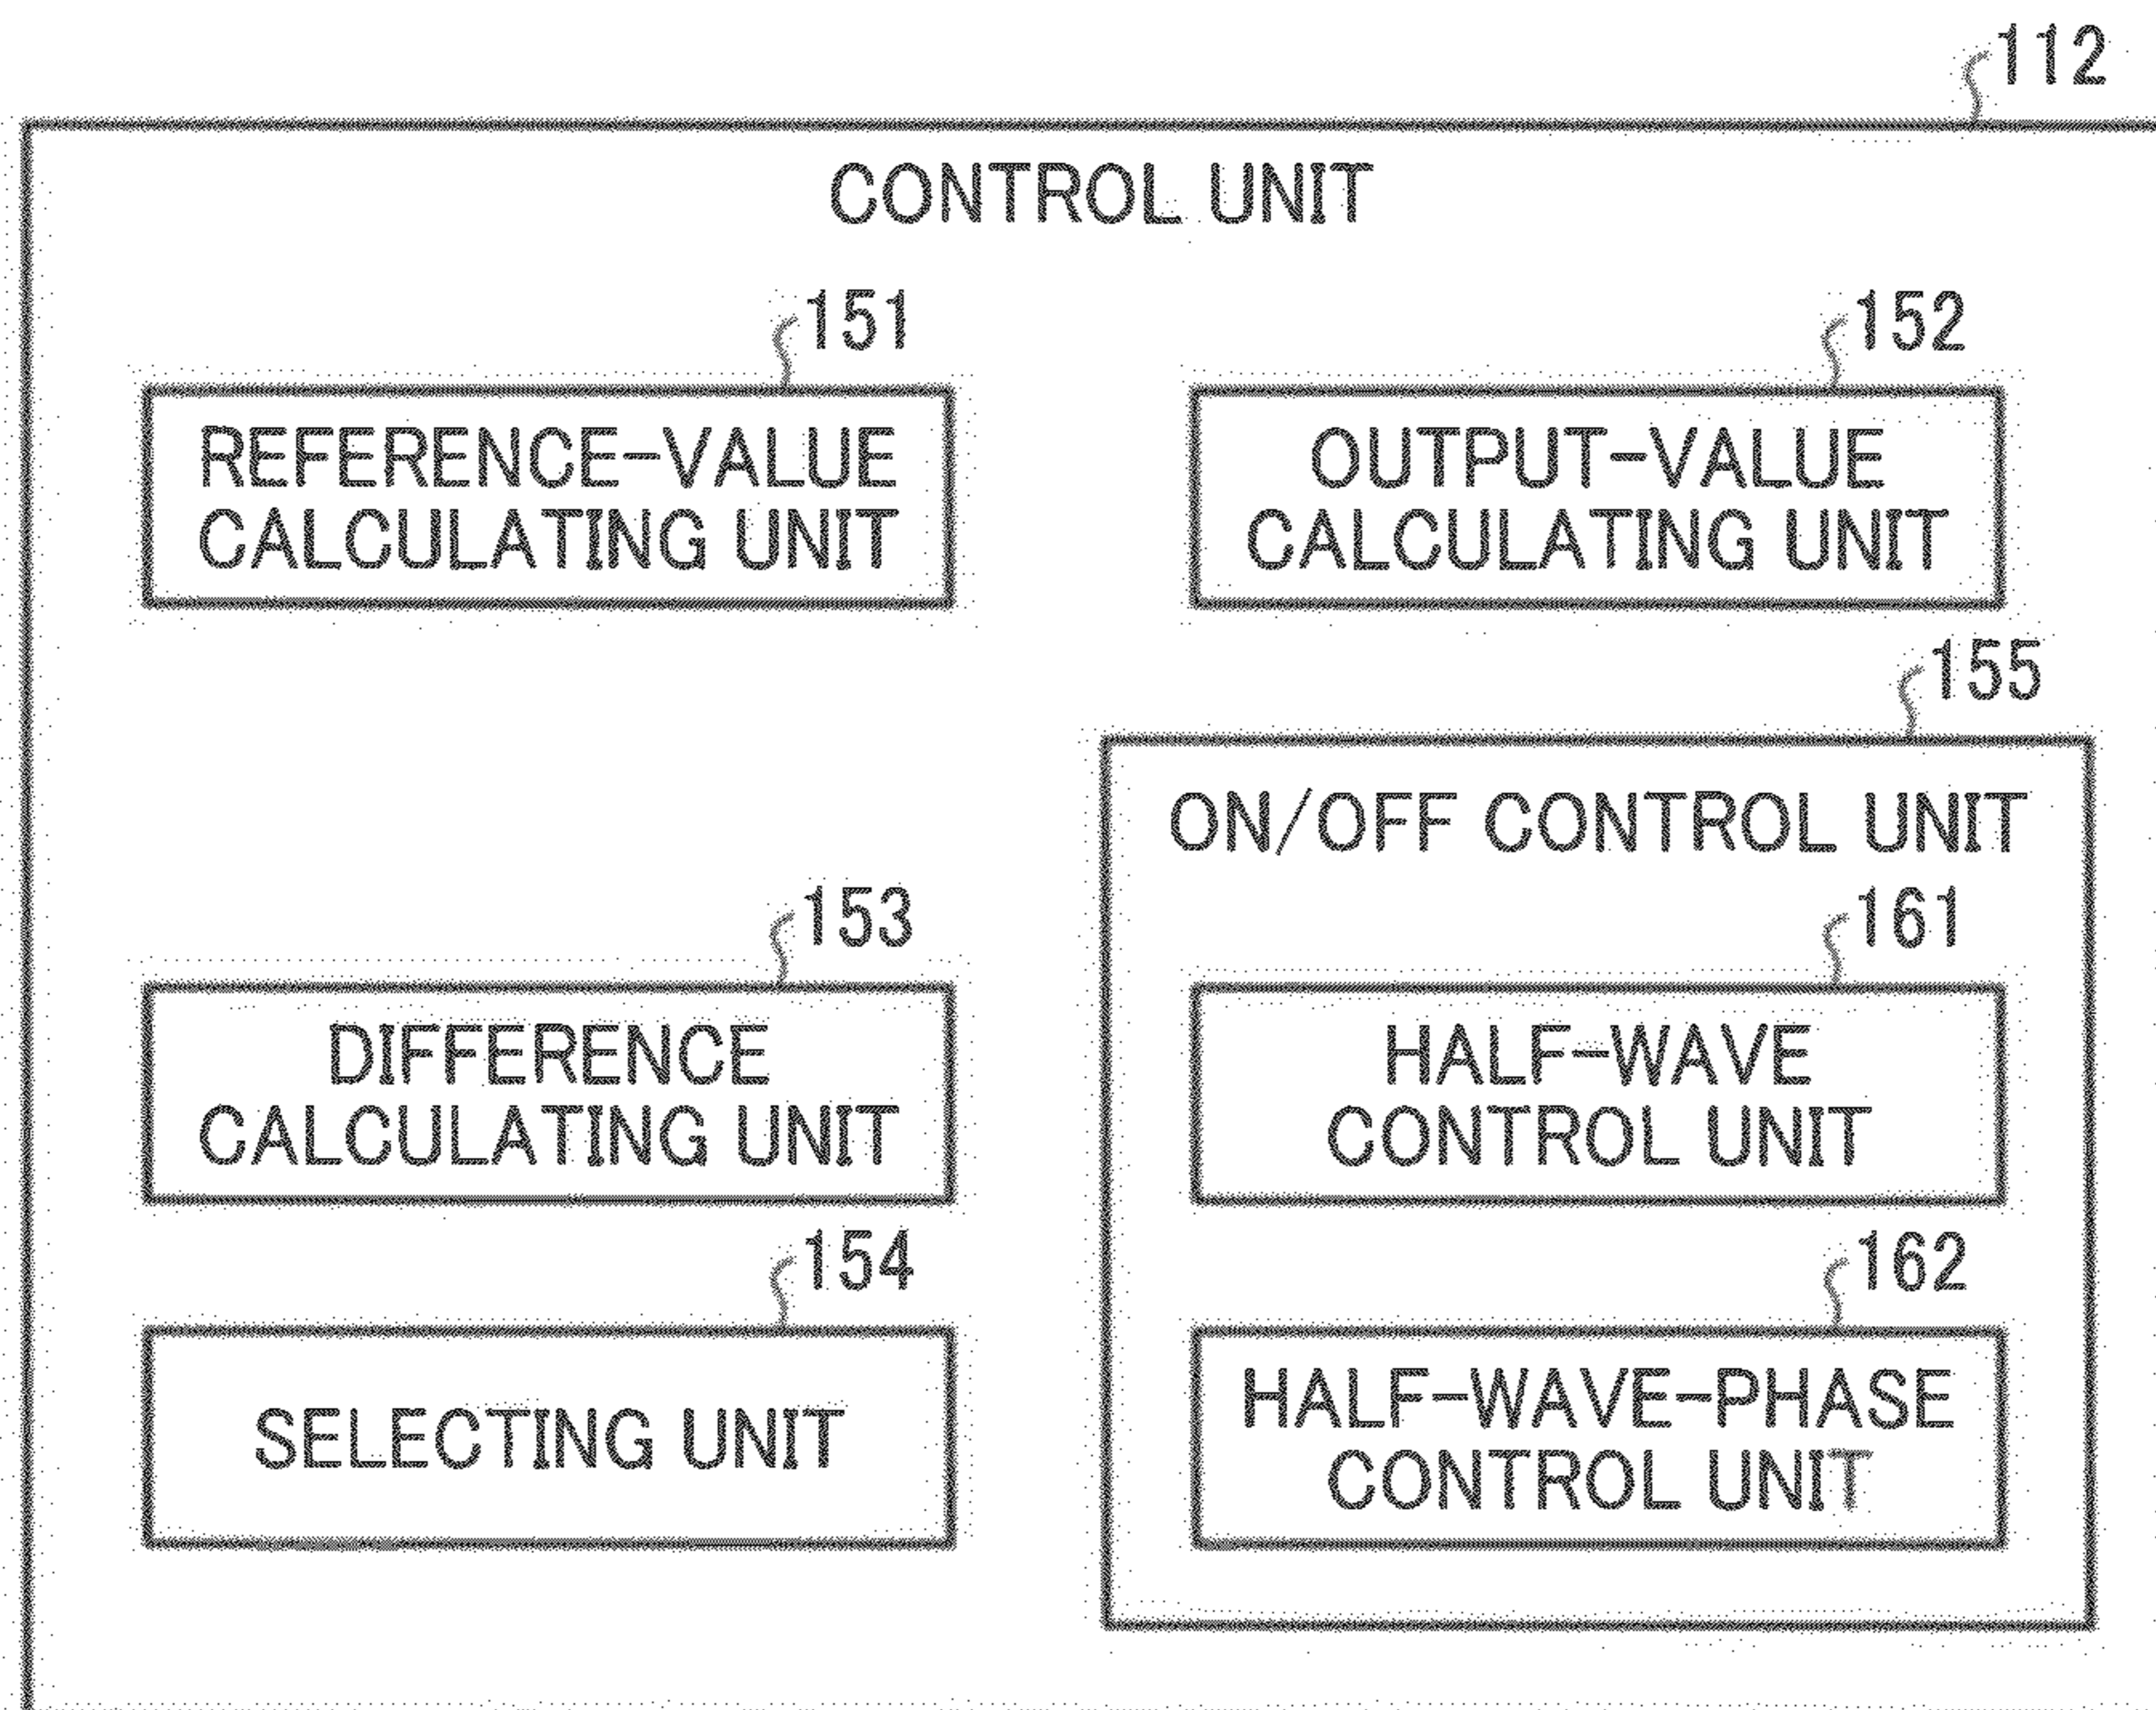 112
CONTROL UNIT
151
REFERENCE-VALUE
CALCULATING UNIT
152
OUTPUT-VALUE
CALCULATING UNIT
155
ON/OFF CONTROL UNIT
153
DIFFERENCE
CALCULATING UNIT
161
HALF-WAVE
CONTROL UNIT
154
SELECTING UNIT
162
HALF-WAVE-PHASE
CONTROL UNIT